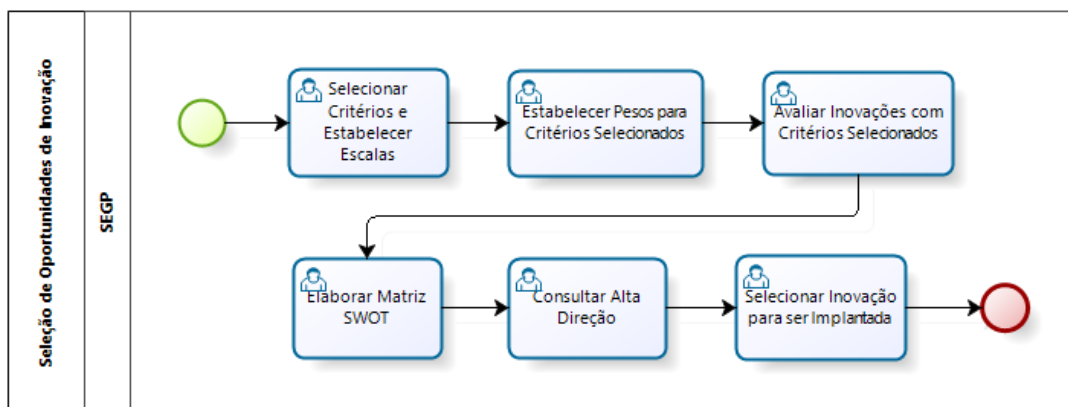 Seleção de Oportunidades de Inovação
SEGP
Selecionar
Critérios e
Estabelecer
Escalas
Estabelecer Pesos para
Critérios Selecionados
Avaliar Inovações com
Critérios Selecionados
Elaborar Matriz
SWOT
Consultar Alta
Direção
Selecionar Inovação
para ser Implantada